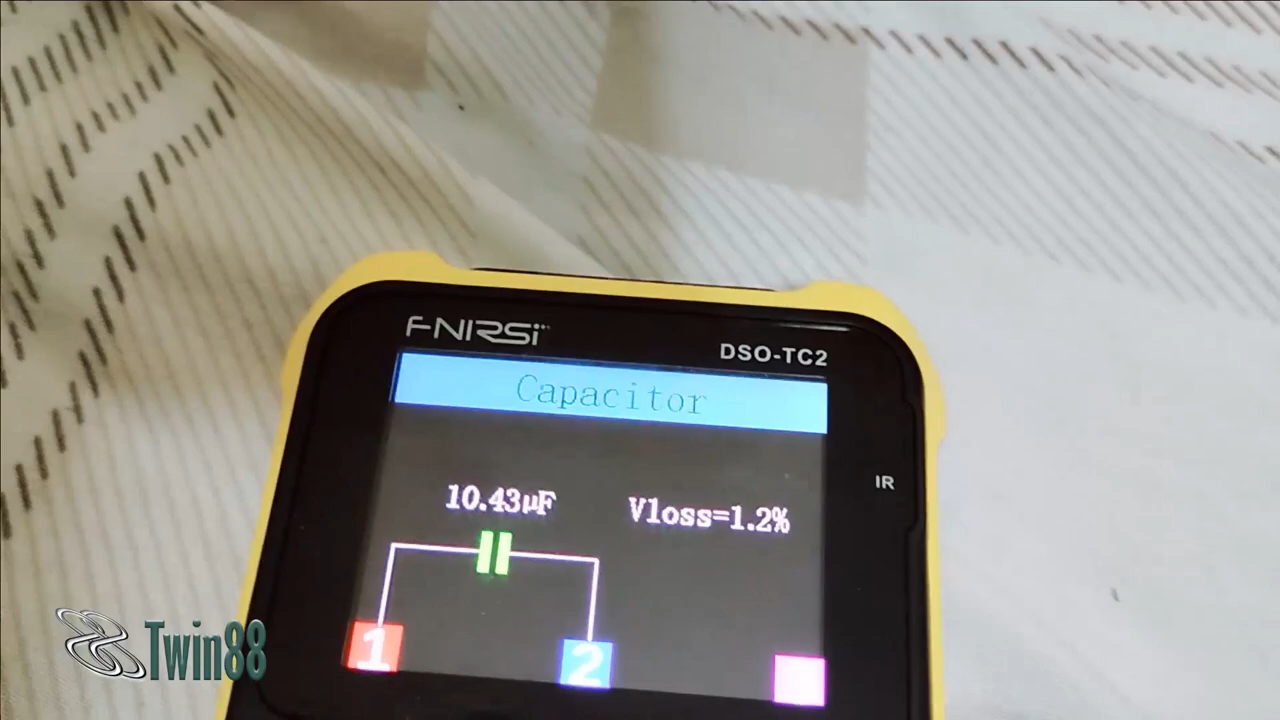 FNIRSI
DSO-TC2
Capacitor
IR
10.43μF
Vloss=1.2%
1
2
Twin88